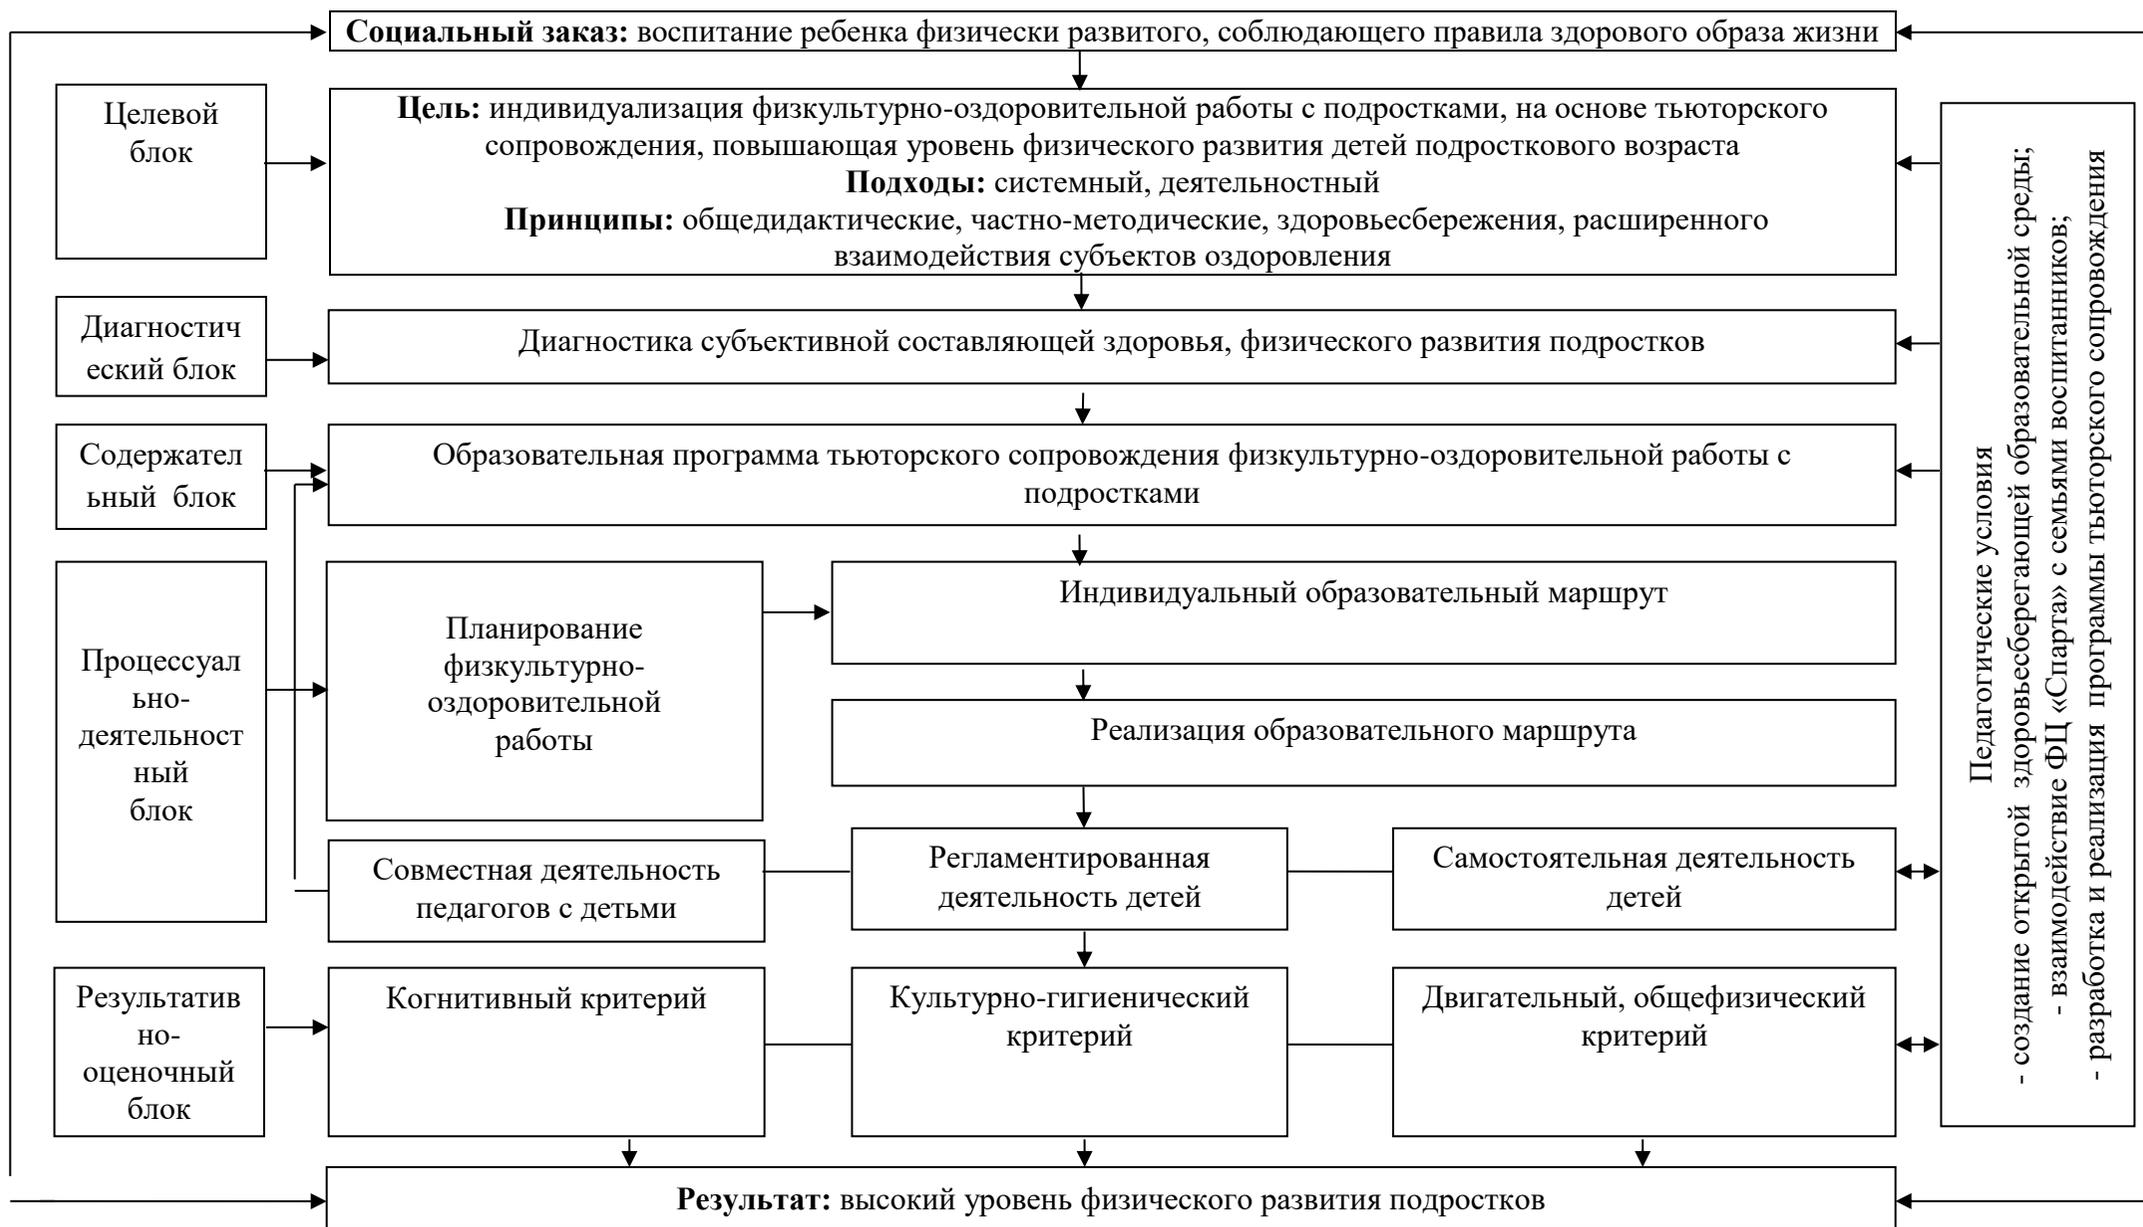 Социальный заказ: воспитание ребенка физически развитого, соблюдающего правила здорового образа жизни
Целевой
блок
Цель: индивидуализация физкультурно-оздоровительной работы с подростками, на основе тьюторского
сопровождения, повышающая уровень физического развития детей подросткового возраста
Подходы: системный, деятельностный
Принципы: общедидактические, частно-методические, здоровьесбережения, расширенного
взаимодействия субъектов оздоровления
Диагностич
еский блок
Диагностика субъективной составляющей здоровья, физического развития подростков
Содержател
ьный блок
Образовательная программа тьюторского сопровождения физкультурно-оздоровительной работы с
подростками
Процессуал
ьно-
деятельност
ный
блок
Планирование
физкультурно-
оздоровительной
работы
Индивидуальный образовательный маршрут
Реализация образовательного маршрута
Совместная деятельность
педагогов с детьми
Регламентированная
деятельность детей
Самостоятельная деятельность
детей
Результатив
но-
оценочный
блок
Когнитивный критерий
Культурно-гигиенический
критерий
Двигательный, общефизический
критерий
Результат: высокий уровень физического развития подростков
Педагогические условия
- создание открытой здоровьесберегающей образовательной среды;
- взаимодействие ФЦ «Спарта» с семьями воспитанников;
- разработка и реализация программы тьюторского сопровождения